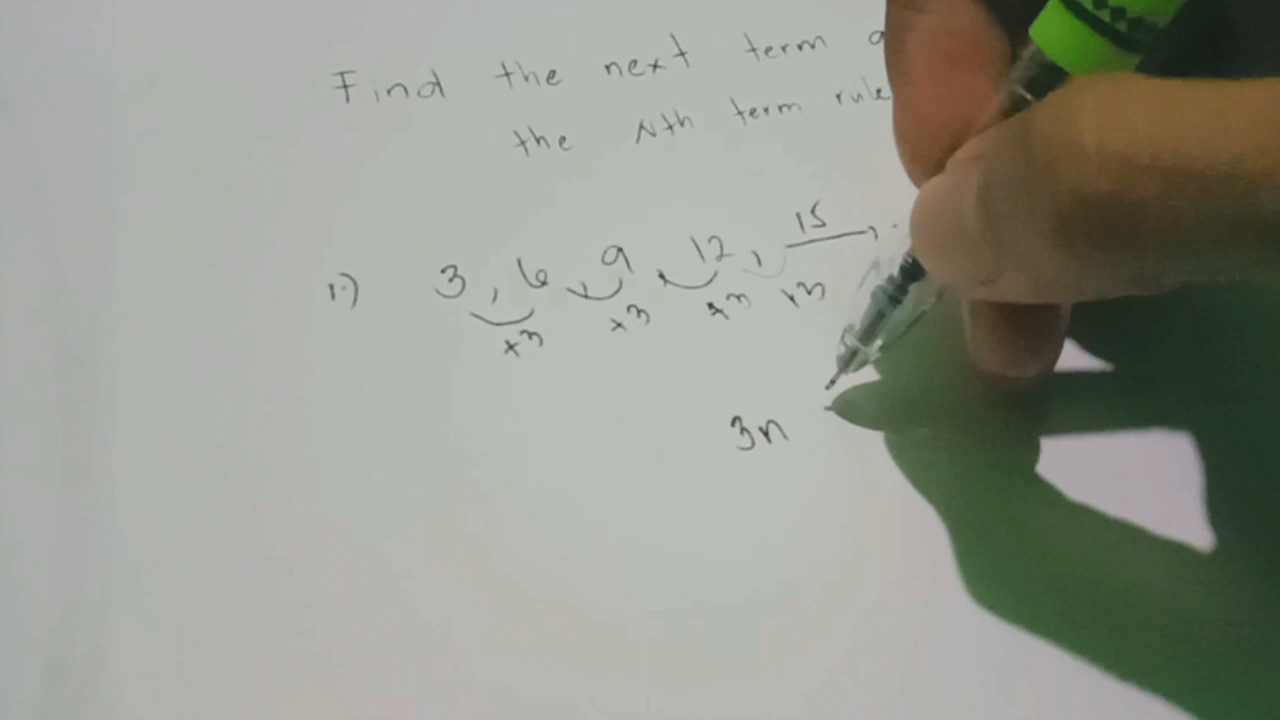 Find the next term
the Nth term rule
1.) 3, 6, 9, 12, 15, .
+3 +3 +3 +3
3n